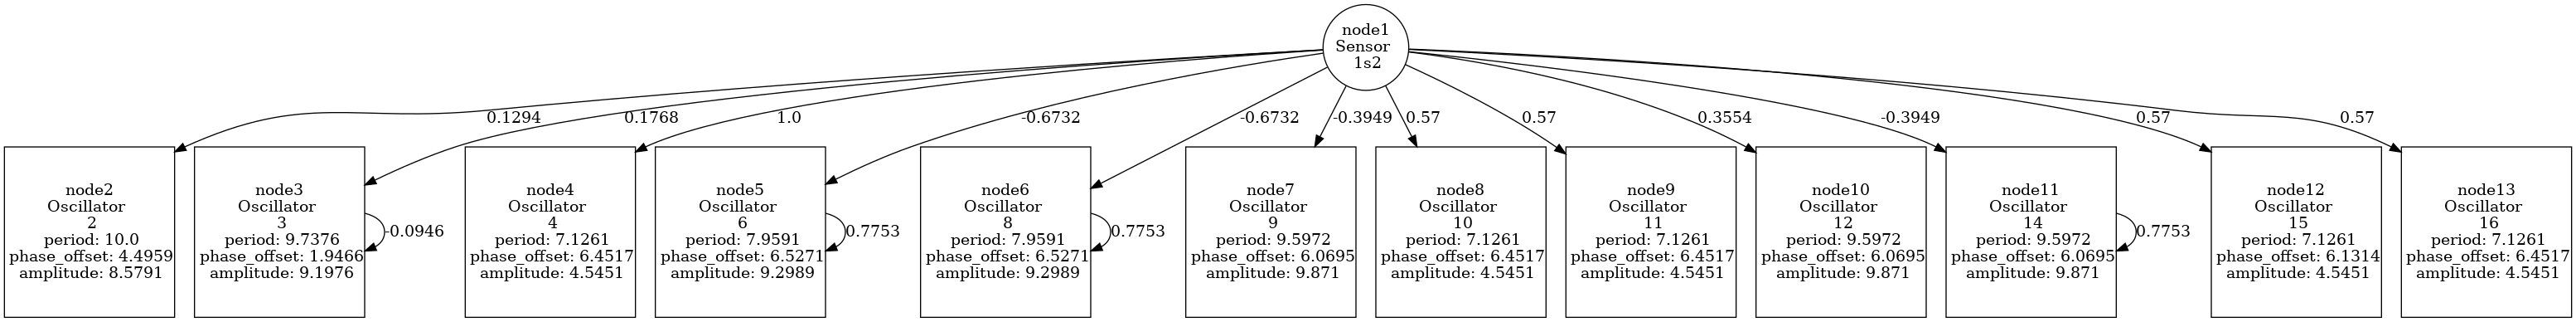 node1
Sensor
1s2
0.1294
0.1768
1.0
-0.6732
-0.6732
-0.3949
0.57
0.57
0.3554
-0.3949
0.57
0.57
node2
Oscillator
2
period: 10.0
phase_offset: 4.4959
amplitude: 8.5791
node3
Oscillator
3
period: 9.7376
phase_offset: 1.9466
amplitude: 9.1976
-0.0946
node4
Oscillator
4
period: 7.1261
phase_offset: 6.4517
amplitude: 4.5451
node5
Oscillator
6
period: 7.9591
phase_offset: 6.5271
amplitude: 9.2989
0.7753
node6
Oscillator
8
period: 7.9591
phase_offset: 6.5271
amplitude: 9.2989
0.7753
node7
Oscillator
9
period: 9.5972
phase_offset: 6.0695
amplitude: 9.871
node8
Oscillator
10
period: 7.1261
phase_offset: 6.4517
amplitude: 4.5451
node9
Oscillator
11
period: 7.1261
phase_offset: 6.4517
amplitude: 4.5451
node10
Oscillator
12
period: 9.5972
phase_offset: 6.0695
amplitude: 9.871
node11
Oscillator
14
period: 9.5972
phase_offset: 6.0695
amplitude: 9.871
0.7753
node12
Oscillator
15
period: 7.1261
phase_offset: 6.1314
amplitude: 4.5451
node13
Oscillator
16
period: 7.1261
phase_offset: 6.4517
amplitude: 4.5451